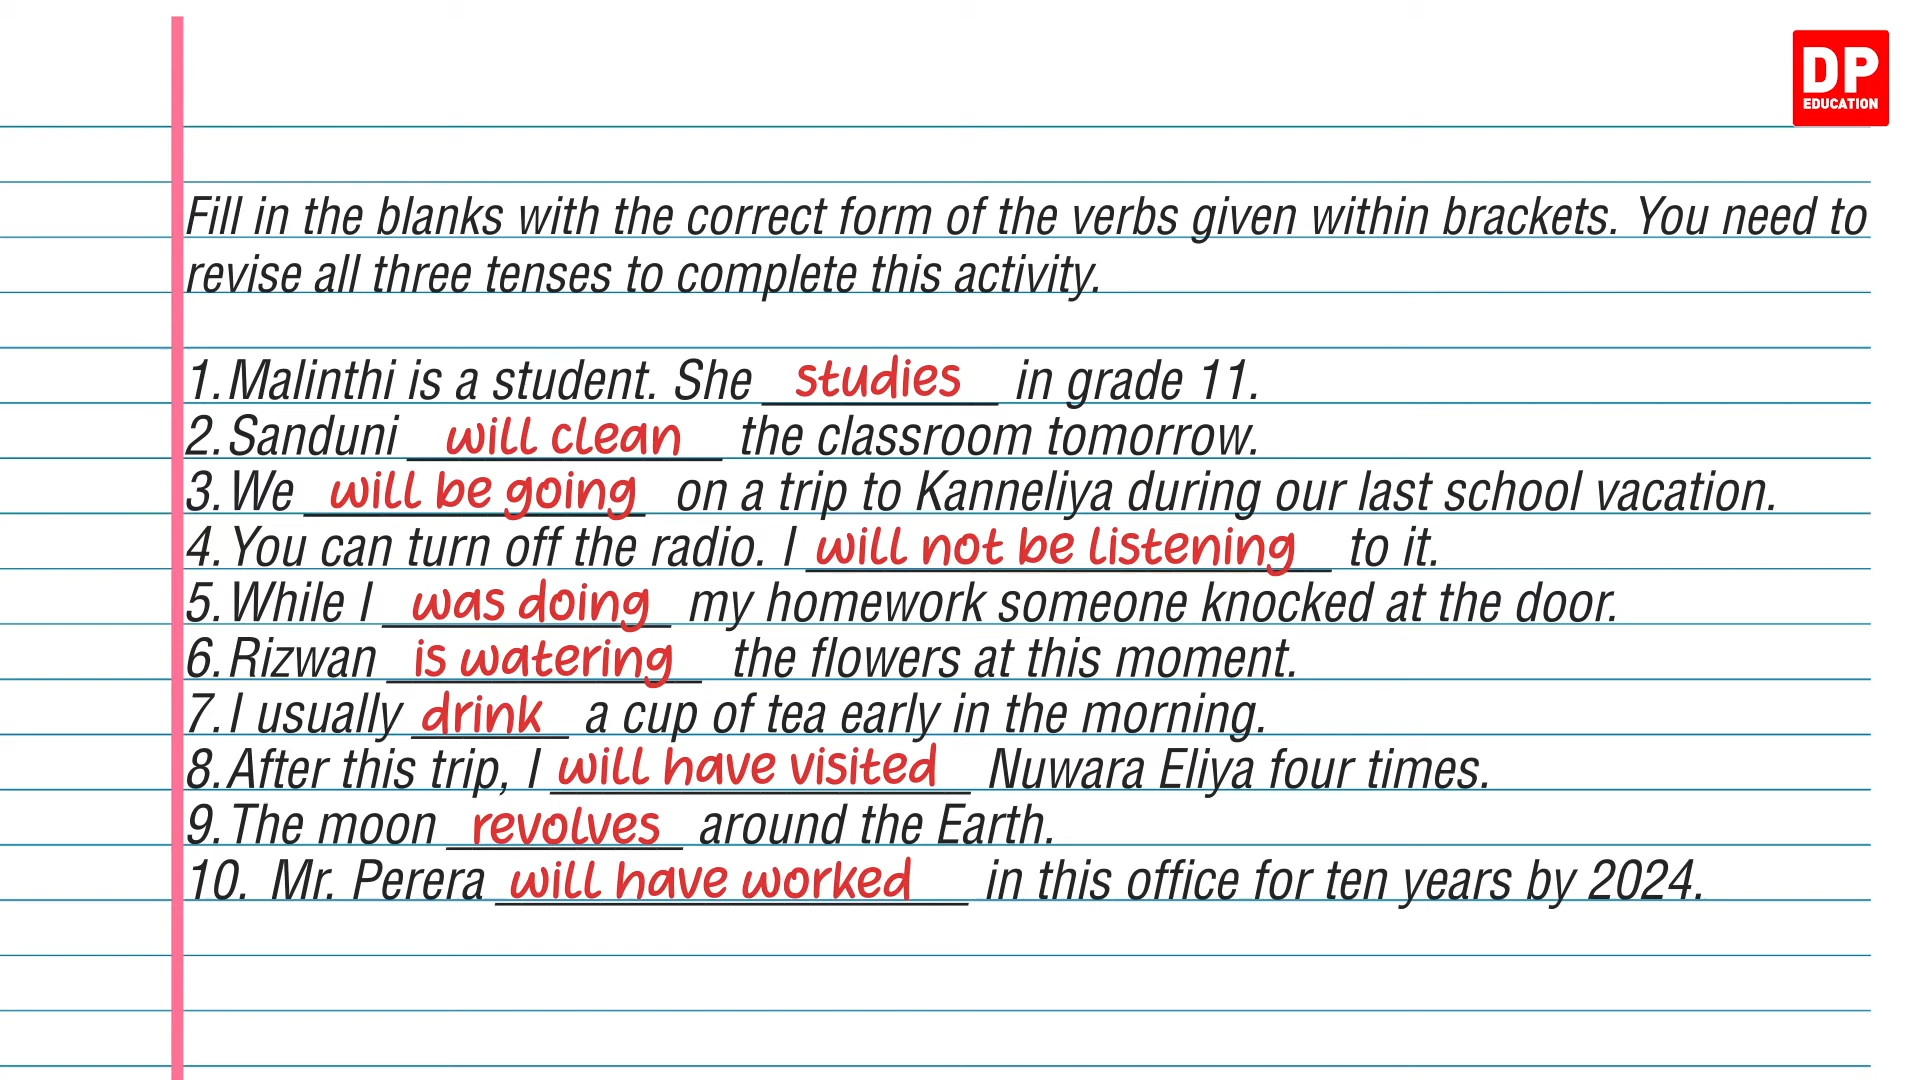 DP
EDUCATION
Fill in the blanks with the correct form of the verbs given within brackets. You need to
revise all three tenses to complete this activity.
1. Malinthi is a student. She studies in grade 11.
2. Sanduni will clean the classroom tomorrow.
3. We will be going on a trip to Kanneliya during our last school vacation.
4. You can turn off the radio. I will not be listening to it.
5. While I was doing my homework someone knocked at the door.
6. Rizwan is watering the flowers at this moment.
7. I usually drink a cup of tea early in the morning.
8. After this trip, I will have visited Nuwara Eliya four times.
9. The moon revolves around the Earth.
10. Mr. Perera will have worked in this office for ten years by 2024.